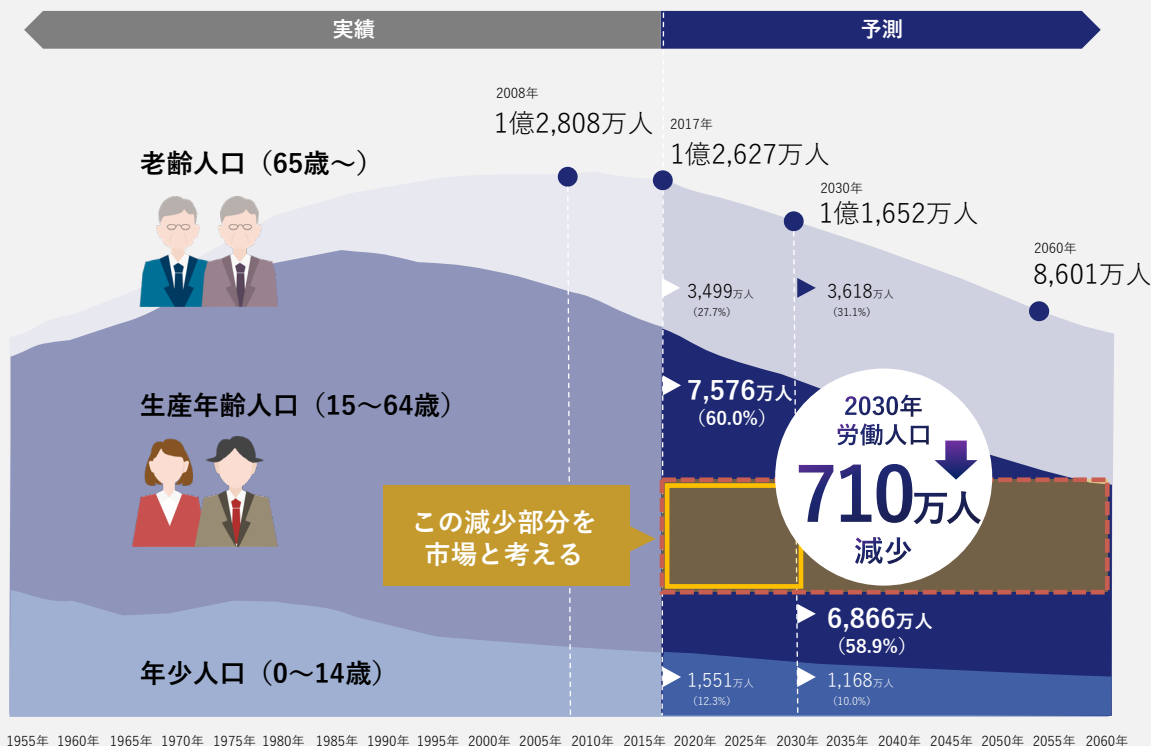 実績
予測
2008年
1億2,808万人
2017年
1億2,627万人
老齢人口（65歳〜）
2030年
1億1,652万人
2060年
8,601万人
3,499万人
(27.7%)
3,618万人
(31.1%)
7,576万人
(60.0%)
生産年齢人口（15〜64歳）
2030年
労働人口
710万人
減少
この減少部分を
市場と考える
6,866万人
(58.9%)
年少人口（0〜14歳）
1,551万人
(12.3%)
1,168万人
(10.0%)
1955年 1960年 1965年 1970年 1975年 1980年 1985年 1990年 1995年 2000年 2005年 2010年 2015年 2020年 2025年 2030年 2035年 2040年 2045年 2050年 2055年 2060年